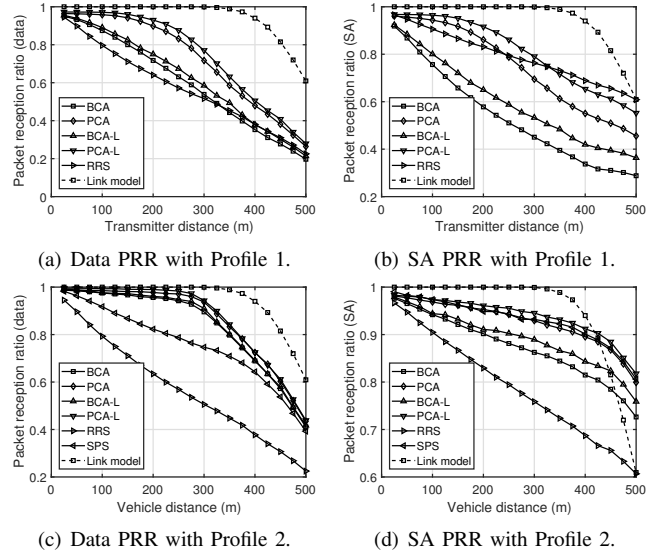 Packet reception ratio (data)
1
0.8
0.6
0.4
0.2
0
BCA
PCA
BCA-L
PCA-L
RRS
Link model
0 100 200 300 400 500
Transmitter distance (m)
(a) Data PRR with Profile 1.
Packet reception ratio (SA)
1
0.8
0.6
0.4
0.2
BCA
PCA
BCA-L
PCA-L
RRS
Link model
0 100 200 300 400 500
Transmitter distance (m)
(b) SA PRR with Profile 1.
Packet reception ratio (data)
1
0.8
0.6
0.4
0.2
BCA
PCA
BCA-L
PCA-L
RRS
SPS
Link model
0 100 200 300 400 500
Vehicle distance (m)
(c) Data PRR with Profile 2.
Packet reception ratio (SA)
1
0.9
0.8
0.7
0.6
BCA
PCA
BCA-L
PCA-L
RRS
SPS
Link model
0 100 200 300 400 500
Vehicle distance (m)
(d) SA PRR with Profile 2.